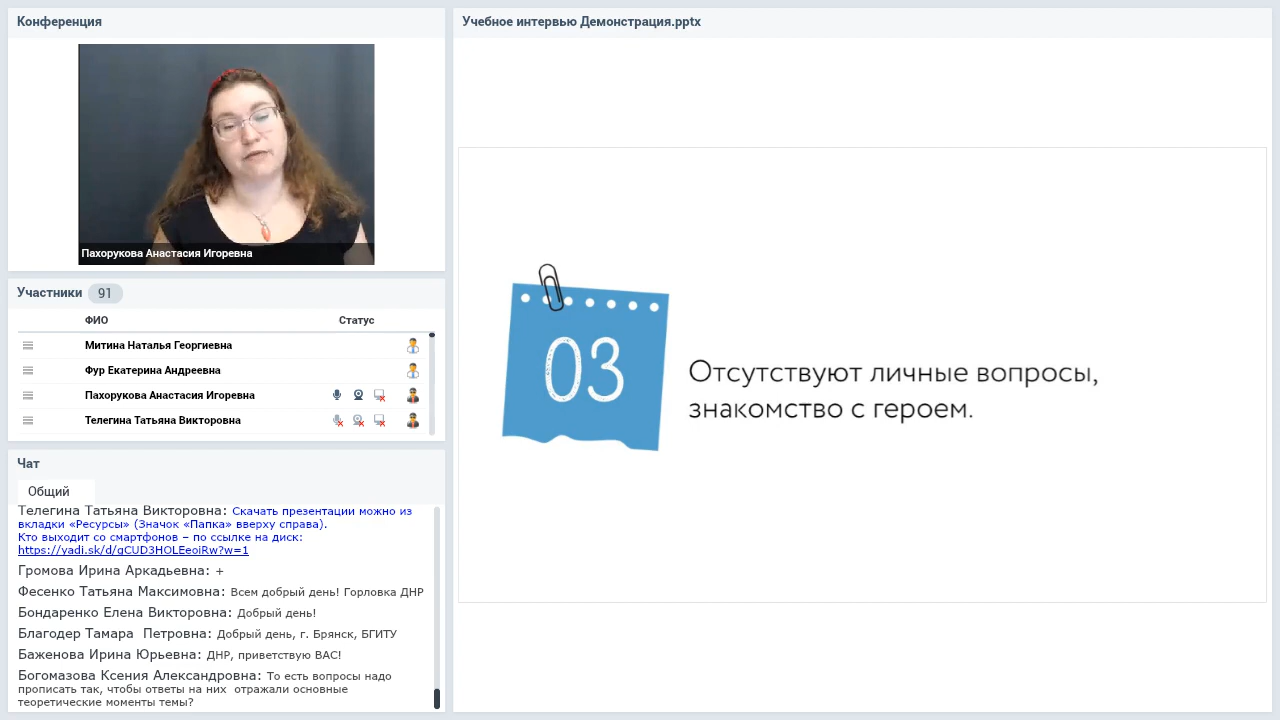 Конференция
Пахорукова Анастасия Игоревна
Участники 91
ФИО Статус
Митина Наталья Георгиевна
Фур Екатерина Андреевна
Пахорукова Анастасия Игоревна
Телегина Татьяна Викторовна
Чат
Общий
Телегина Татьяна Викторовна: Скачать презентации можно из
вкладки «Ресурсы» (Значок «Папка» вверху справа).
Кто выходит со смартфонов – по ссылке на диск:
https://yadi.sk/d/gCUD3HOLEeoiRw?w=1
Громова Ирина Аркадьевна: +
Фесенко Татьяна Максимовна: Всем добрый день! Горловка ДНР
Бондаренко Елена Викторовна: Добрый день!
Благодер Тамара Петровна: Добрый день, г. Брянск, БГИТУ
Баженова Ирина Юрьевна: ДНР, приветствую ВАС!
Богомазова Ксения Александровна: То есть вопросы надо
прописать так, чтобы ответы на них отражали основные
теоретические моменты темы?
Учебное интервью Демонстрация.pptx
03
Отсутствуют личные вопросы,
знакомство с героем.